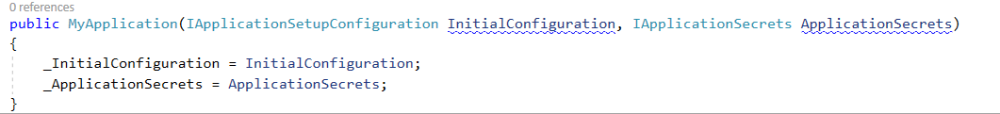 0 references
public MyApplication(IApplicationSetupConfiguration InitialConfiguration, IApplicationSecrets ApplicationSecrets)
{
_InitialConfiguration = InitialConfiguration;
_ApplicationSecrets = ApplicationSecrets;
}